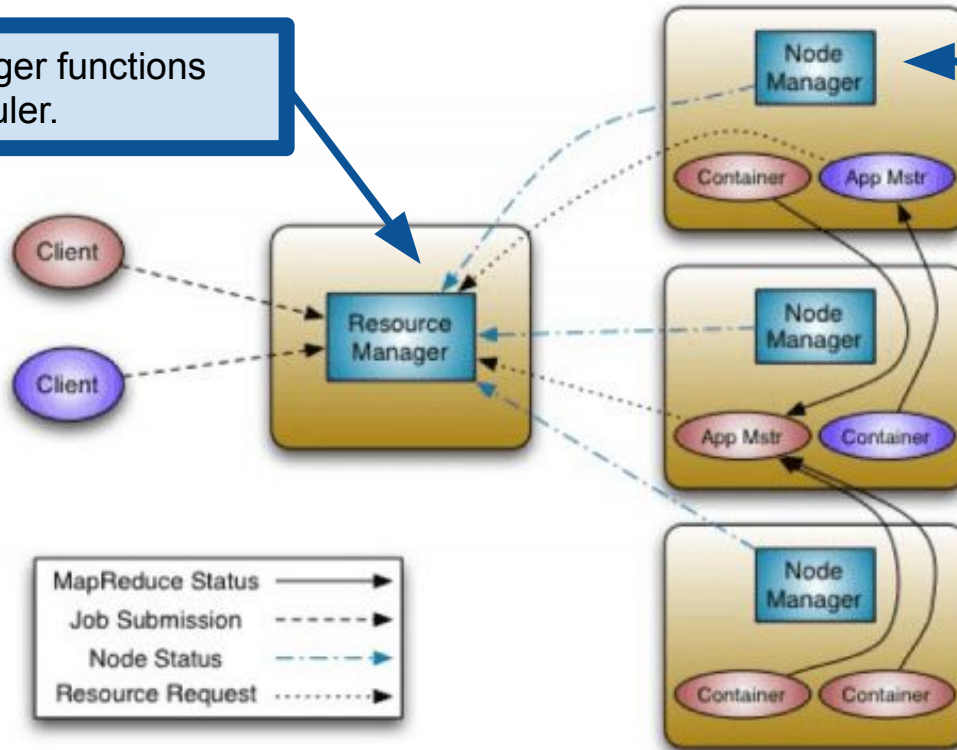 ger functions
uler.
Client
Client
Resource
Manager
Node
Manager
Container
App Mstr
Node
Manager
App Mstr
Container
Node
Manager
Container
Container
MapReduce Status
Job Submission
Node Status
Resource Request